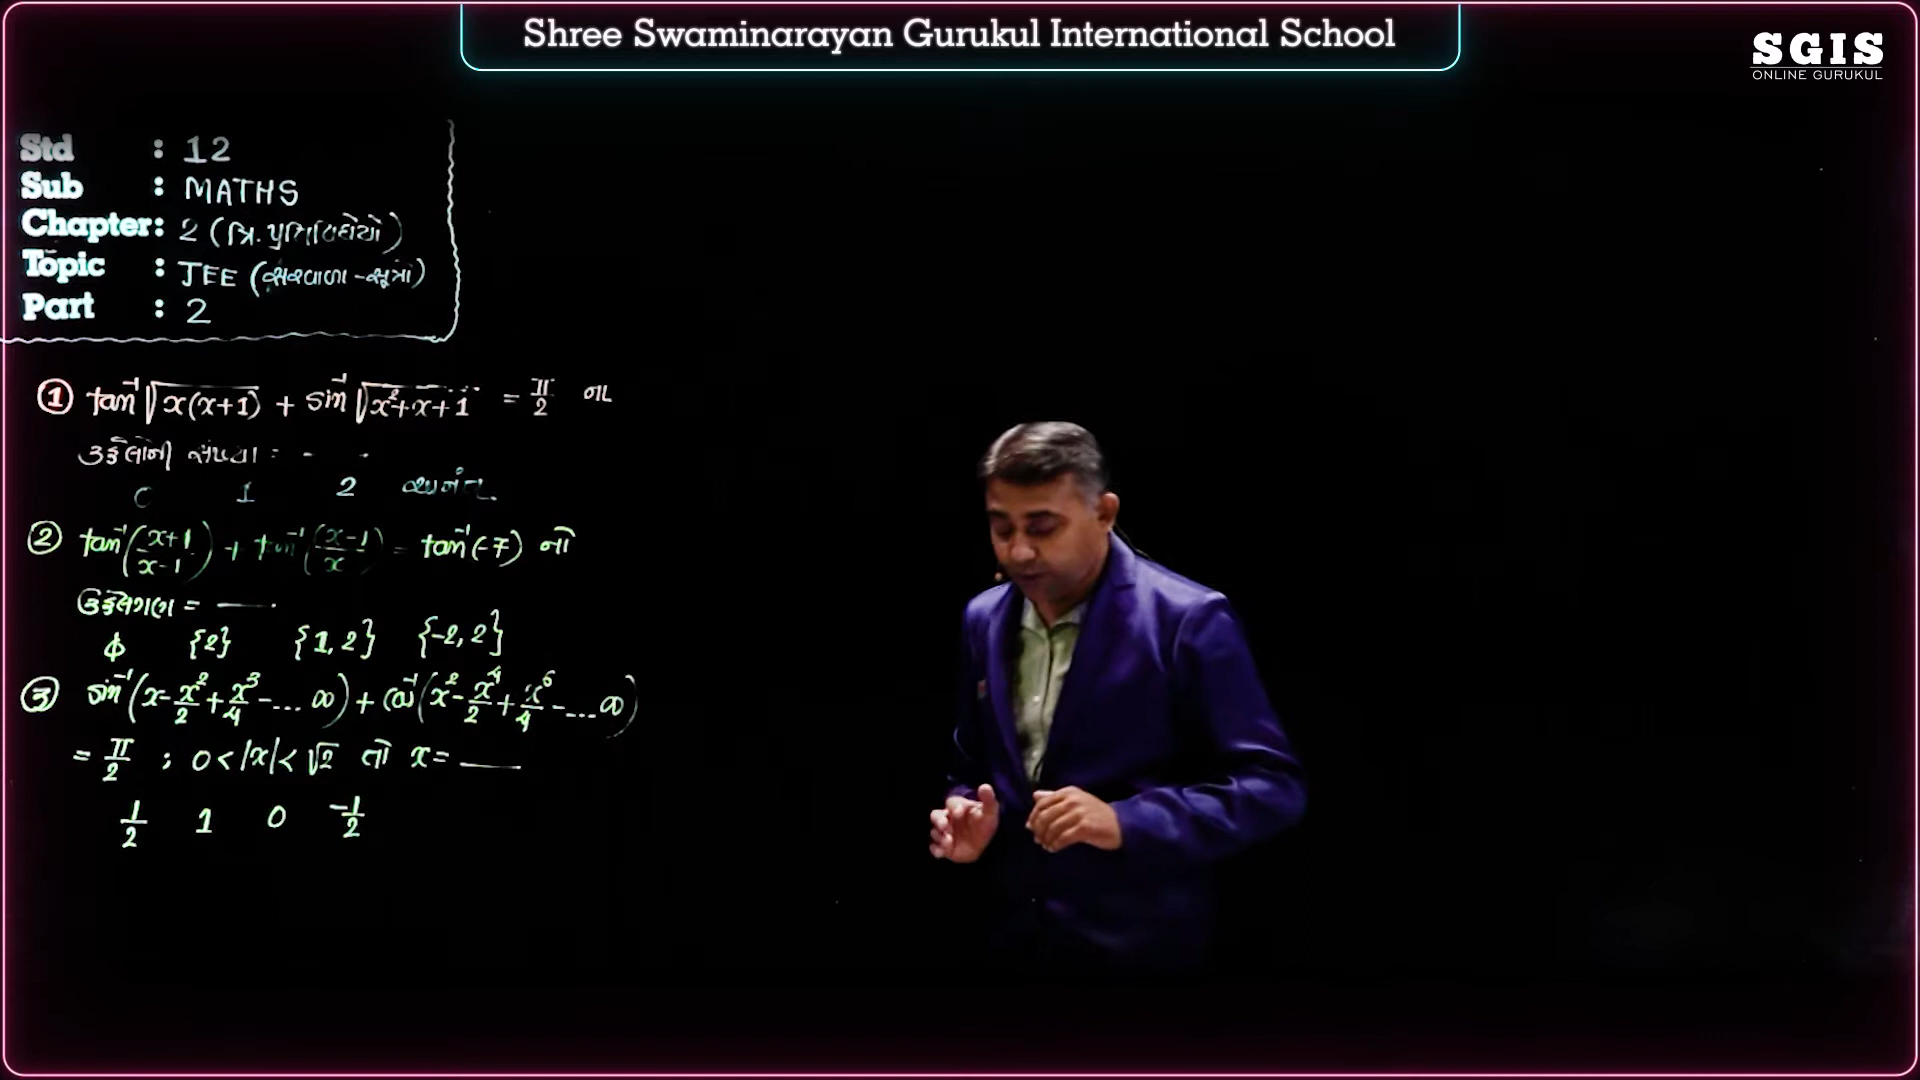 Shree Swaminarayan Gurukul International School
SGIS
ONLINE GURUKUL
Std : 12
Sub : MATHS
Chapter: 2 (ત્રિ. પ્રતિવિધેયો)
Topic : JEE (સરવાળા-સૂત્રો)
Part : 2
① tan⁻¹√x(x+1) + sin⁻¹√x²+x+1 = π/2 ના
ઉકેલોની સંખ્યા =
0 1 2 અનંત.
② tan⁻¹(x+1/x-1) + tan⁻¹(x-1/x) = tan⁻¹(-7) નો
ઉકેલગણ = ___
ф {2} {1, 2} {-2, 2}
③ sin⁻¹(x-x²/2+x³/4-...∞) + cos⁻¹(x²-x⁴/2+x⁶/4-...∞)
= π/2 ; 0<|x|<√2 તો x= ___
1/2 1 0 -1/2